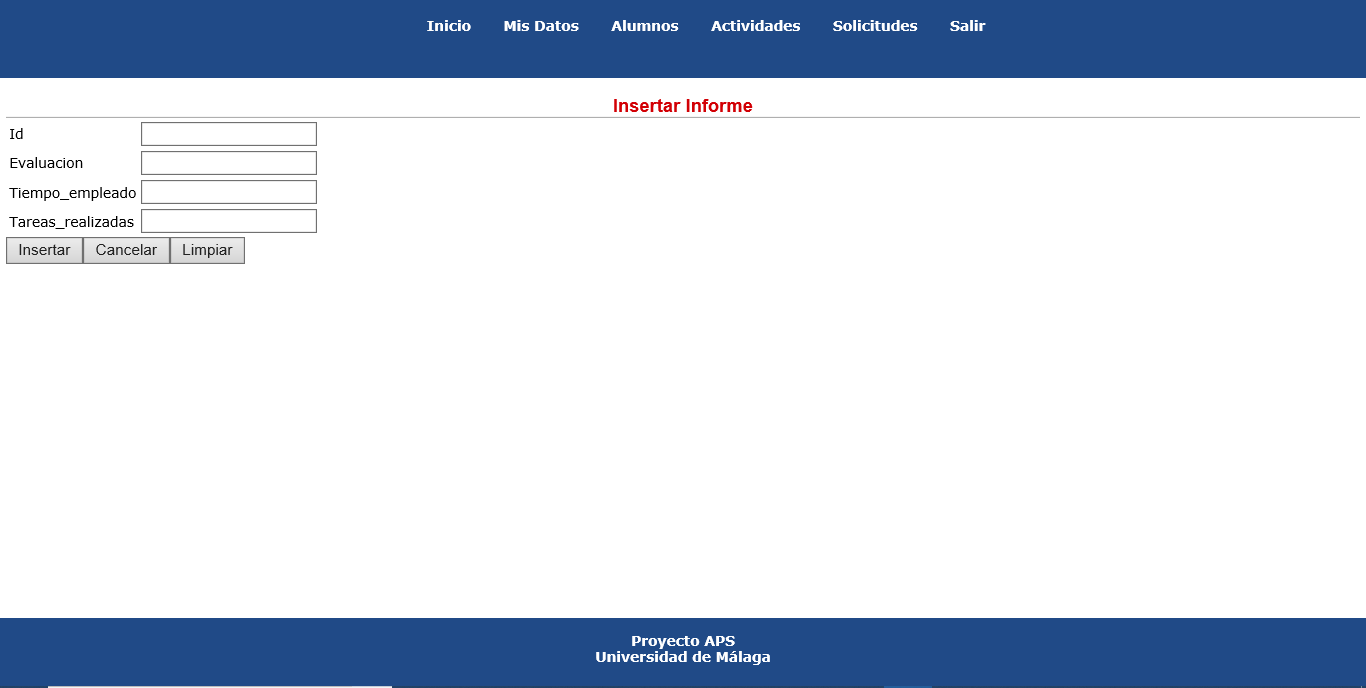 Inicio Mis Datos Alumnos Actividades Solicitudes Salir
Insertar Informe
Id
Evaluacion
Tiempo_empleado
Tareas_realizadas
Insertar Cancelar Limpiar
Proyecto APS
Universidad de Málaga